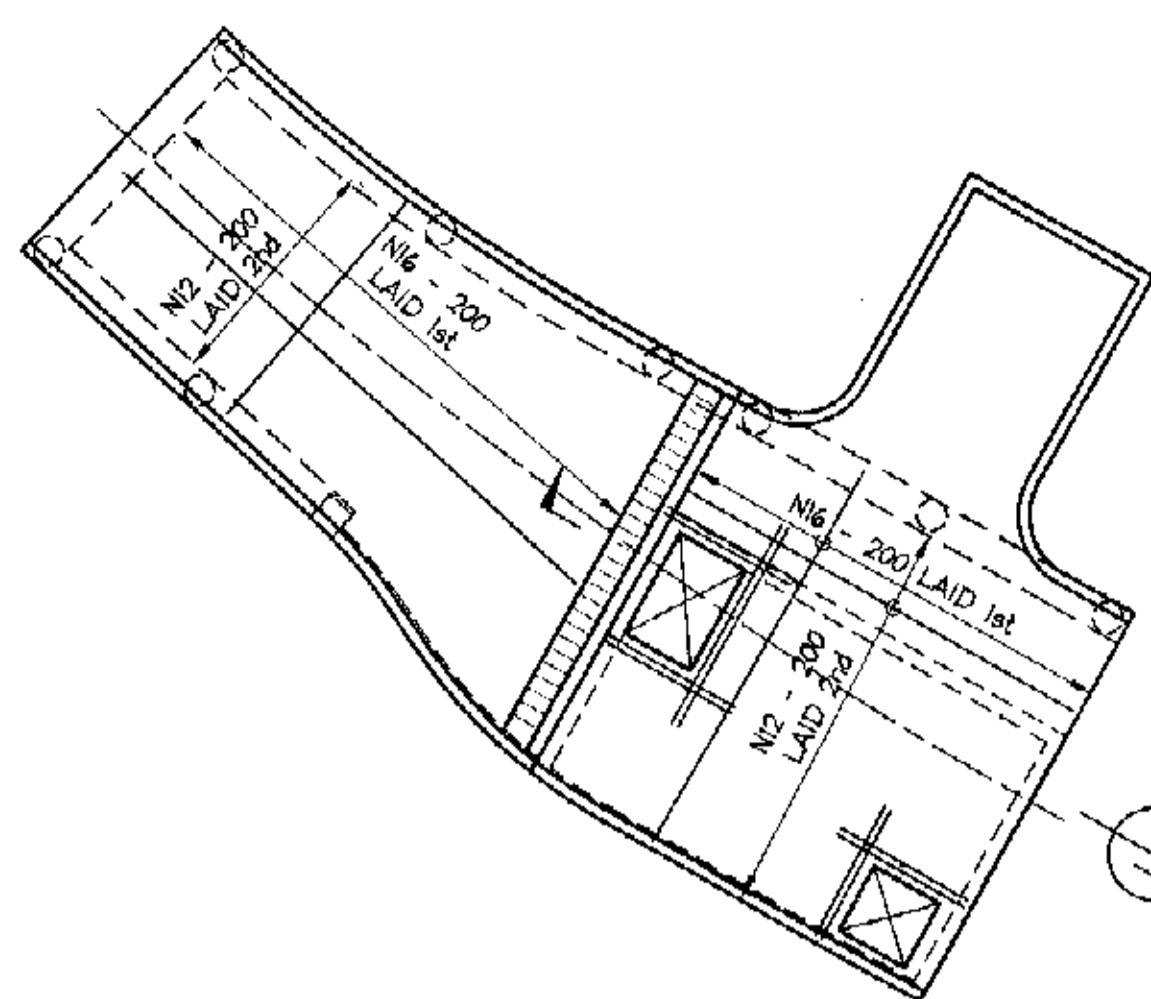 N12 - 200
LAID 2nd
N16 - 200
LAID 1st
N16 - 200 LAID 1st
N12 - 200
LAID 2nd